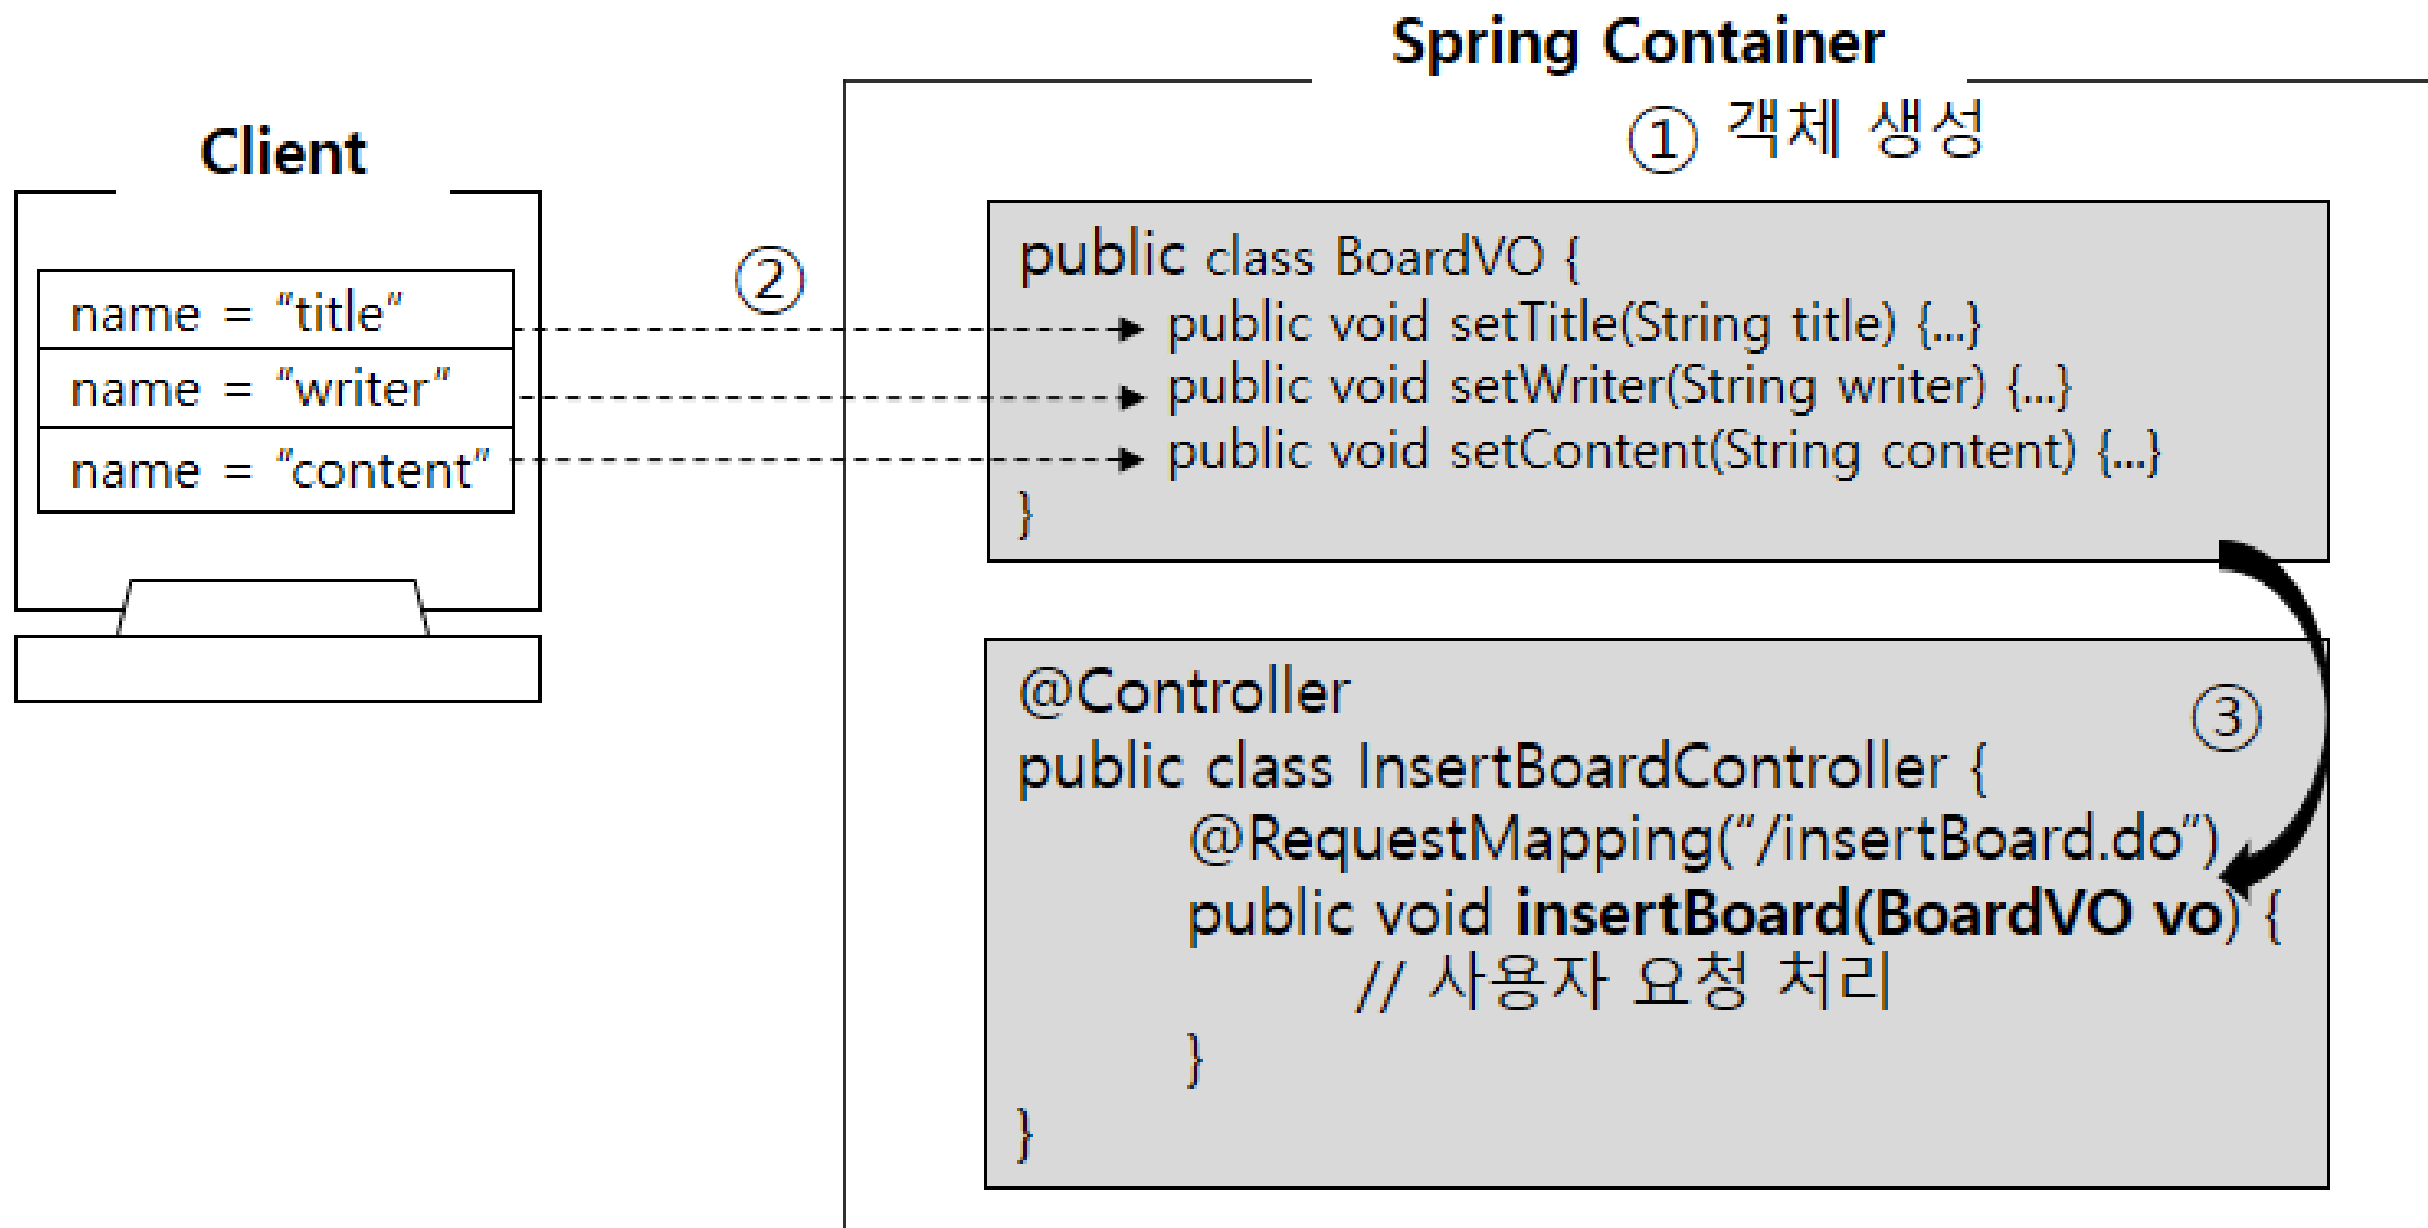 Spring Container
① 객체 생성
Client
name = "title"
name = "writer"
name = "content"
②
public class BoardVO {
public void setTitle(String title) {...}
public void setWriter(String writer) {...}
public void setContent(String content) {...}
}
③
@Controller
public class InsertBoardController {
@RequestMapping("/insertBoard.do")
public void insertBoard(BoardVO vo) {
// 사용자 요청 처리
}
}